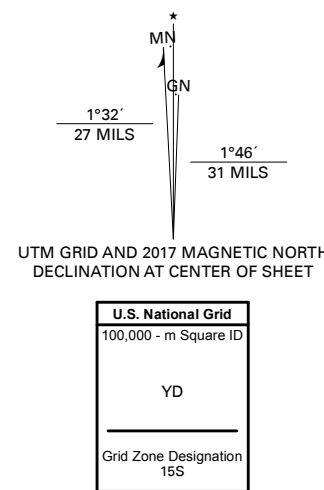 ★
MN
GN
1°32´
27 MILS
1°46´
31 MILS
UTM GRID AND 2017 MAGNETIC NORTH
DECLINATION AT CENTER OF SHEET
U.S. National Grid
100,000 - m Square ID
YD
Grid Zone Designation
15S